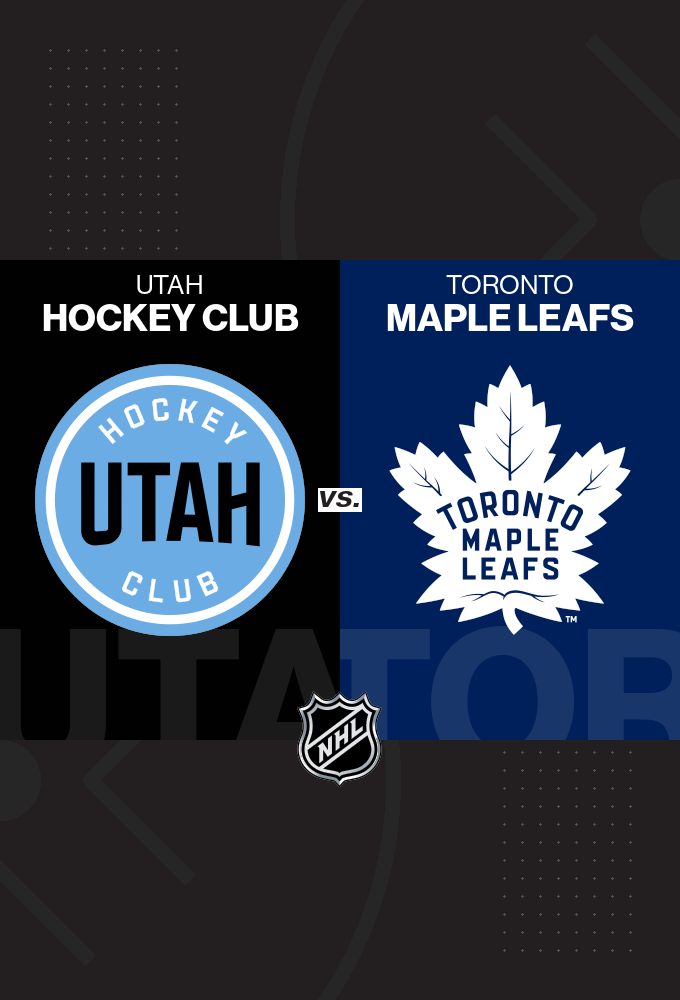 UTAH
HOCKEY CLUB
HOCKEY
UTAH
CLUB
vs.
TORONTO
MAPLE LEAFS
TORONTO
MAPLE
LEAFS
TM
UTA
TOR
NHL